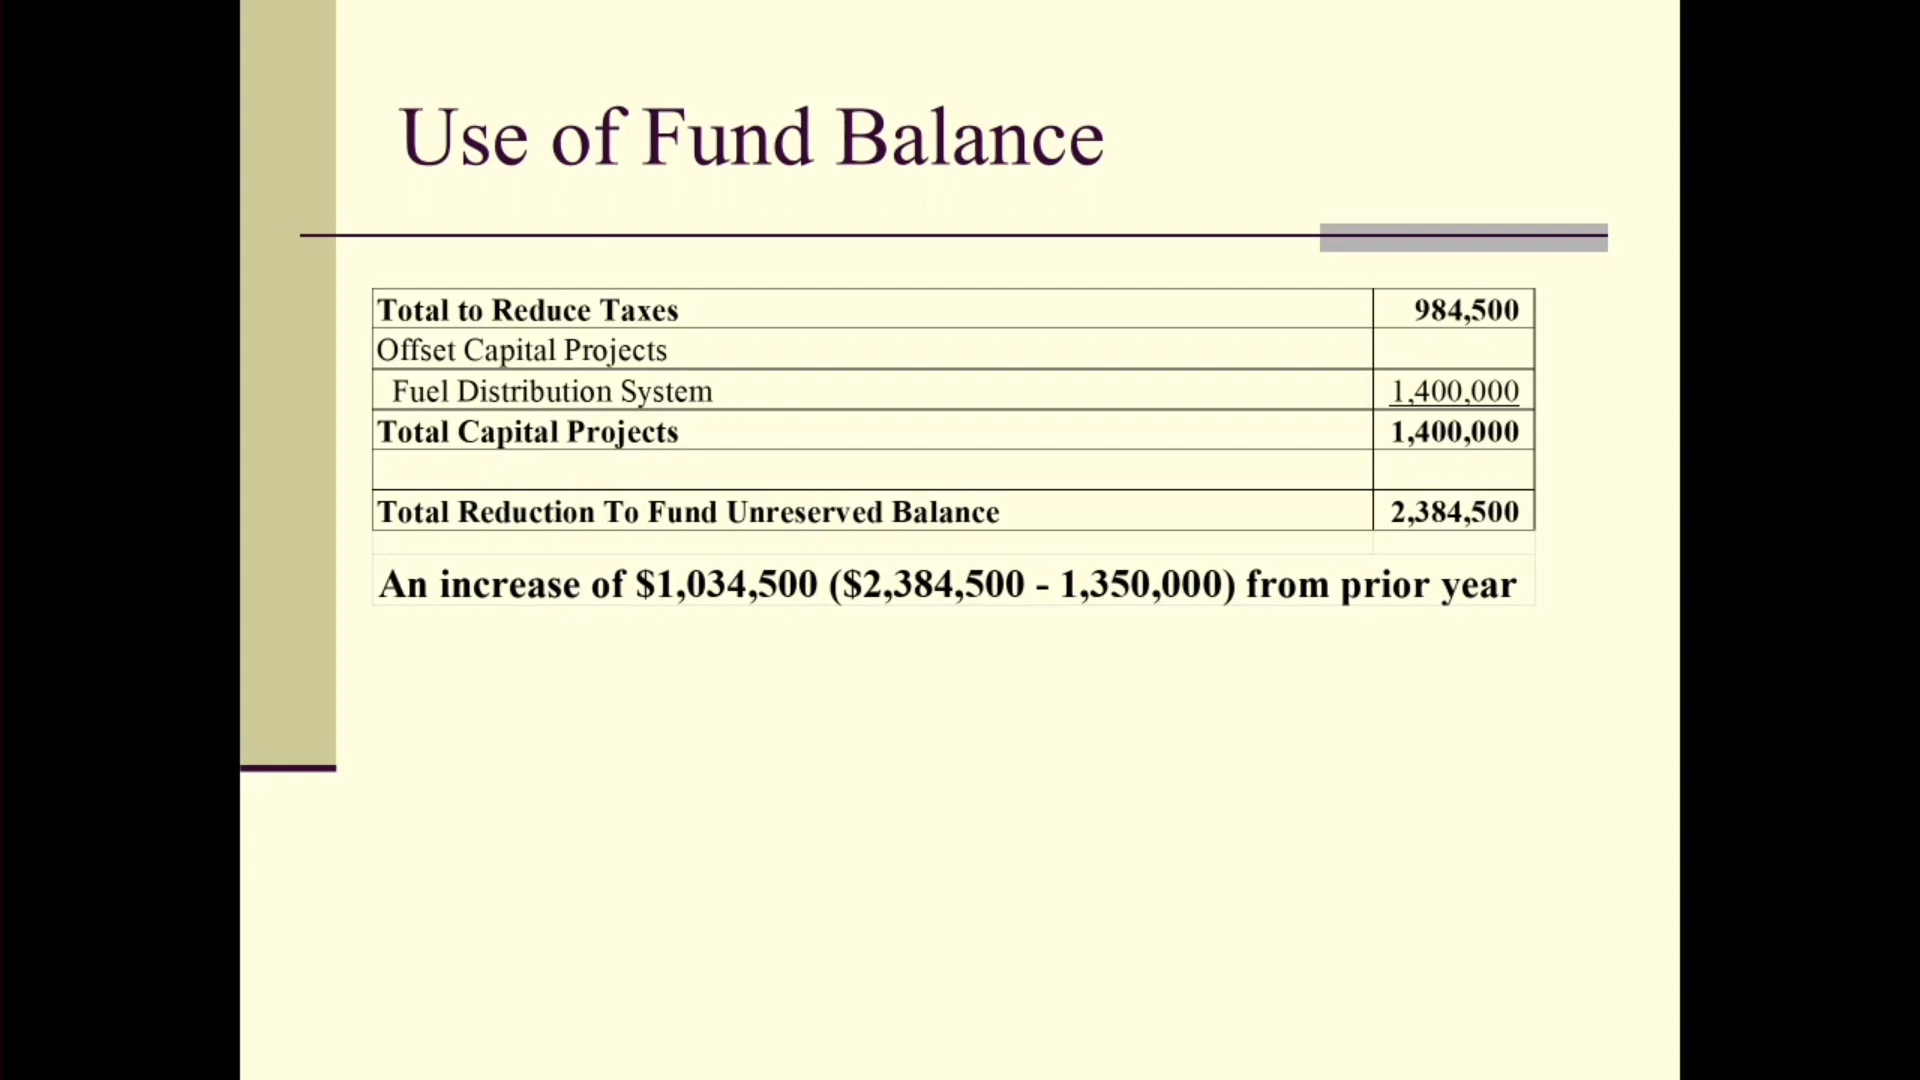 Use of Fund Balance
Total to Reduce Taxes 984,500
Offset Capital Projects
Fuel Distribution System 1,400,000
Total Capital Projects 1,400,000
Total Reduction To Fund Unreserved Balance 2,384,500
An increase of $1,034,500 ($2,384,500 - 1,350,000) from prior year